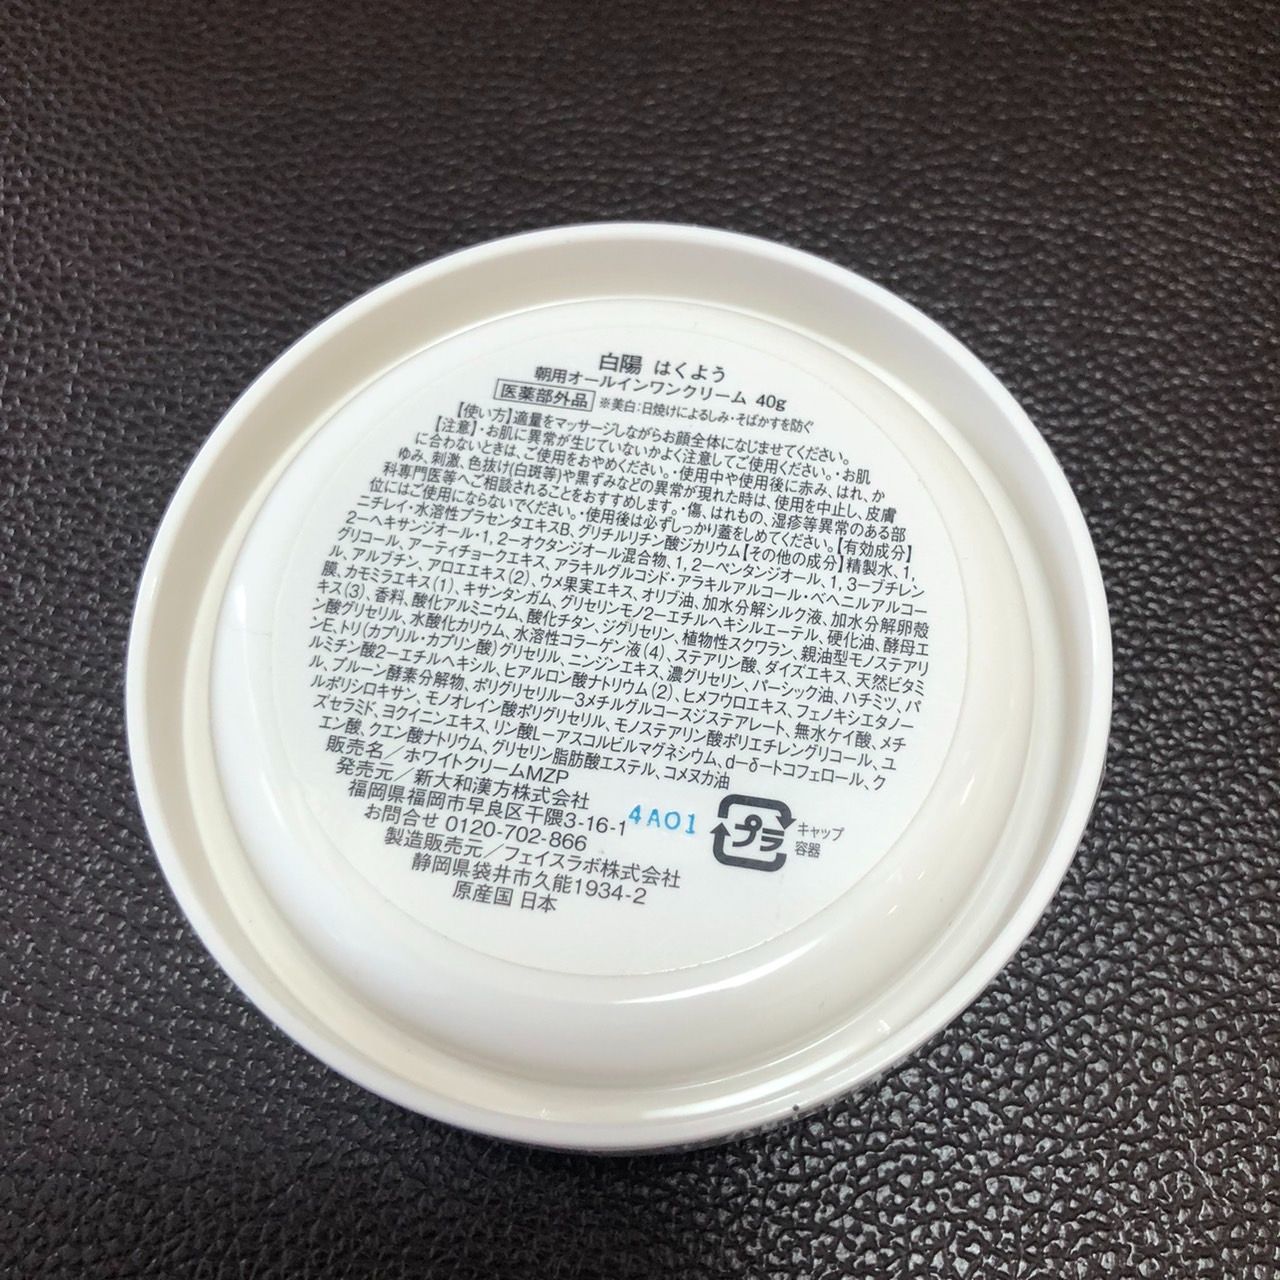 白陽 はくよう
朝用オールインワンクリーム 40g
医薬部外品 ※美白:日焼けによるしみ・そばかすを防ぐ
【使い方】適量をマッサージしながらお顔全体になじませてください。
【注意】・お肌に異常が生じていないかよく注意してご使用ください。・お肌
に合わないときは、ご使用をおやめください。・使用中や使用後に赤み、はれ、か
ゆみ、刺激、色抜け(白斑等)や黒ずみなどの異常が現れた時は、使用を中止し、皮膚
科専門医等へご相談されることをおすすめします。・傷、はれもの、湿疹等異常のある部
位にはご使用にならないでください。・使用後は必ずしっかり蓋をしめてください。【有効成分】
ニチレイ・水溶性プラセンタエキスB、グリチルリチン酸ジカリウム【その他の成分】精製水、1,
2ーヘキサンジオール・1,2ーオクタンジオール混合物、1,2ーペンタンジオール、1,3ーブチレン
グリコール、アーティチョークエキス、アラキルグルコシド・アラキルアルコール・ベヘニルアルコー
ル、アルブチン、アロエエキス(2)、ウメ果実エキス、オリブ油、加水分解シルク液、加水分解卵殻
膜、カモミラエキス(1)、キサンタンガム、グリセリンモノ2ーエチルヘキシルエーテル、硬化油、酵母エ
キス(3)、香料、酸化アルミニウム、酸化チタン、ジグリセリン、植物性スクワラン、親油型モノステアリ
ン酸グリセリル、水酸化カリウム、水溶性コラーゲン液(4)、ステアリン酸、ダイズエキス、天然ビタミ
ンE、トリ(カプリル・カプリン酸)グリセリル、ニンジンエキス、濃グリセリン、パーシック油、ハチミツ、パ
ルミチン酸2ーエチルヘキシル、ヒアルロン酸ナトリウム(2)、ヒメフウロエキス、フェノキシエタノー
ル、プルーン酵素分解物、ポリグリセリルー3メチルグルコースジステアレート、無水ケイ酸、メチ
ルポリシロキサン、モノオレイン酸ポリグリセリル、モノステアリン酸ポリエチレングリコール、ユ
ズセラミド、ヨクイニンエキス、リン酸Lーアスコルビルマグネシウム、dーδートコフェロール、ク
エン酸、クエン酸ナトリウム、グリセリン脂肪酸エステル、コメヌカ油
販売名/ホワイトクリームMZP
発売元/新大和漢方株式会社
福岡県福岡市早良区干隈3-16-1
お問合せ 0120-702-866
製造販売元/フェイスラボ株式会社
静岡県袋井市久能1934-2
原産国 日本
4A01
プラ
キャップ
容器